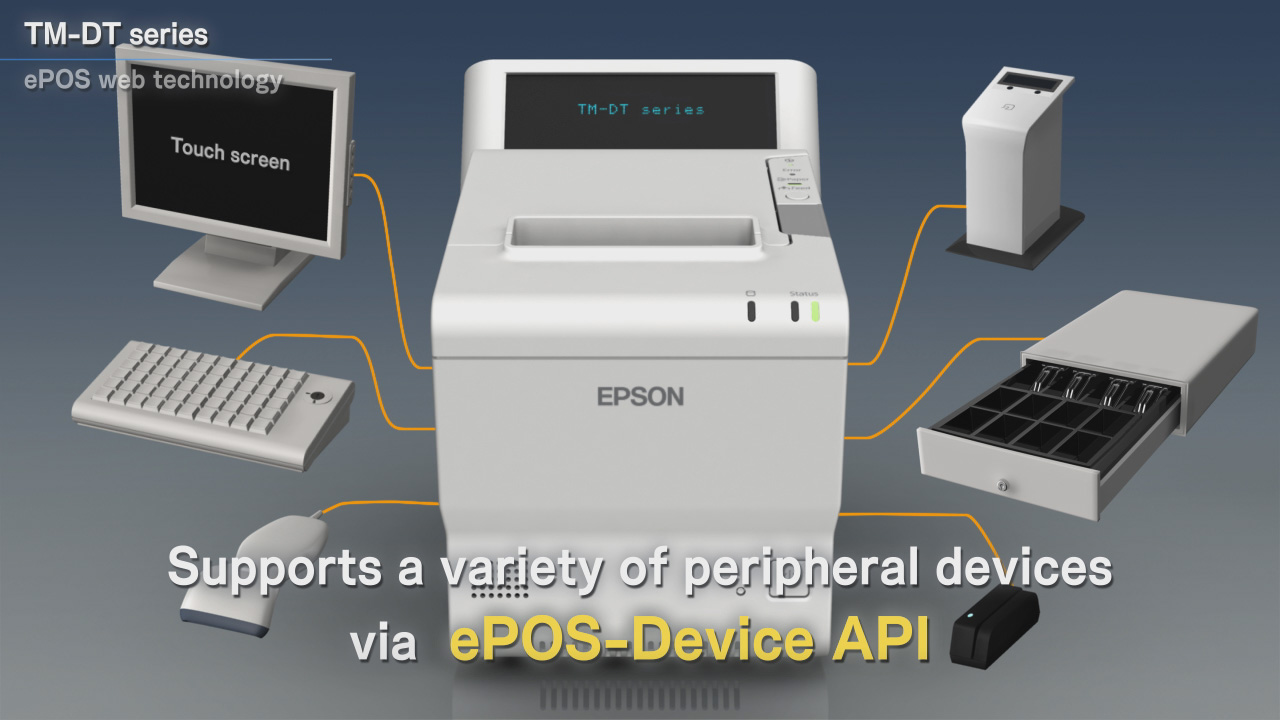 TM-DT series
ePOS web technology
Touch screen
TM-DT series
Error
Status
EPSON
Supports a variety of peripheral devices
via ePOS-Device API